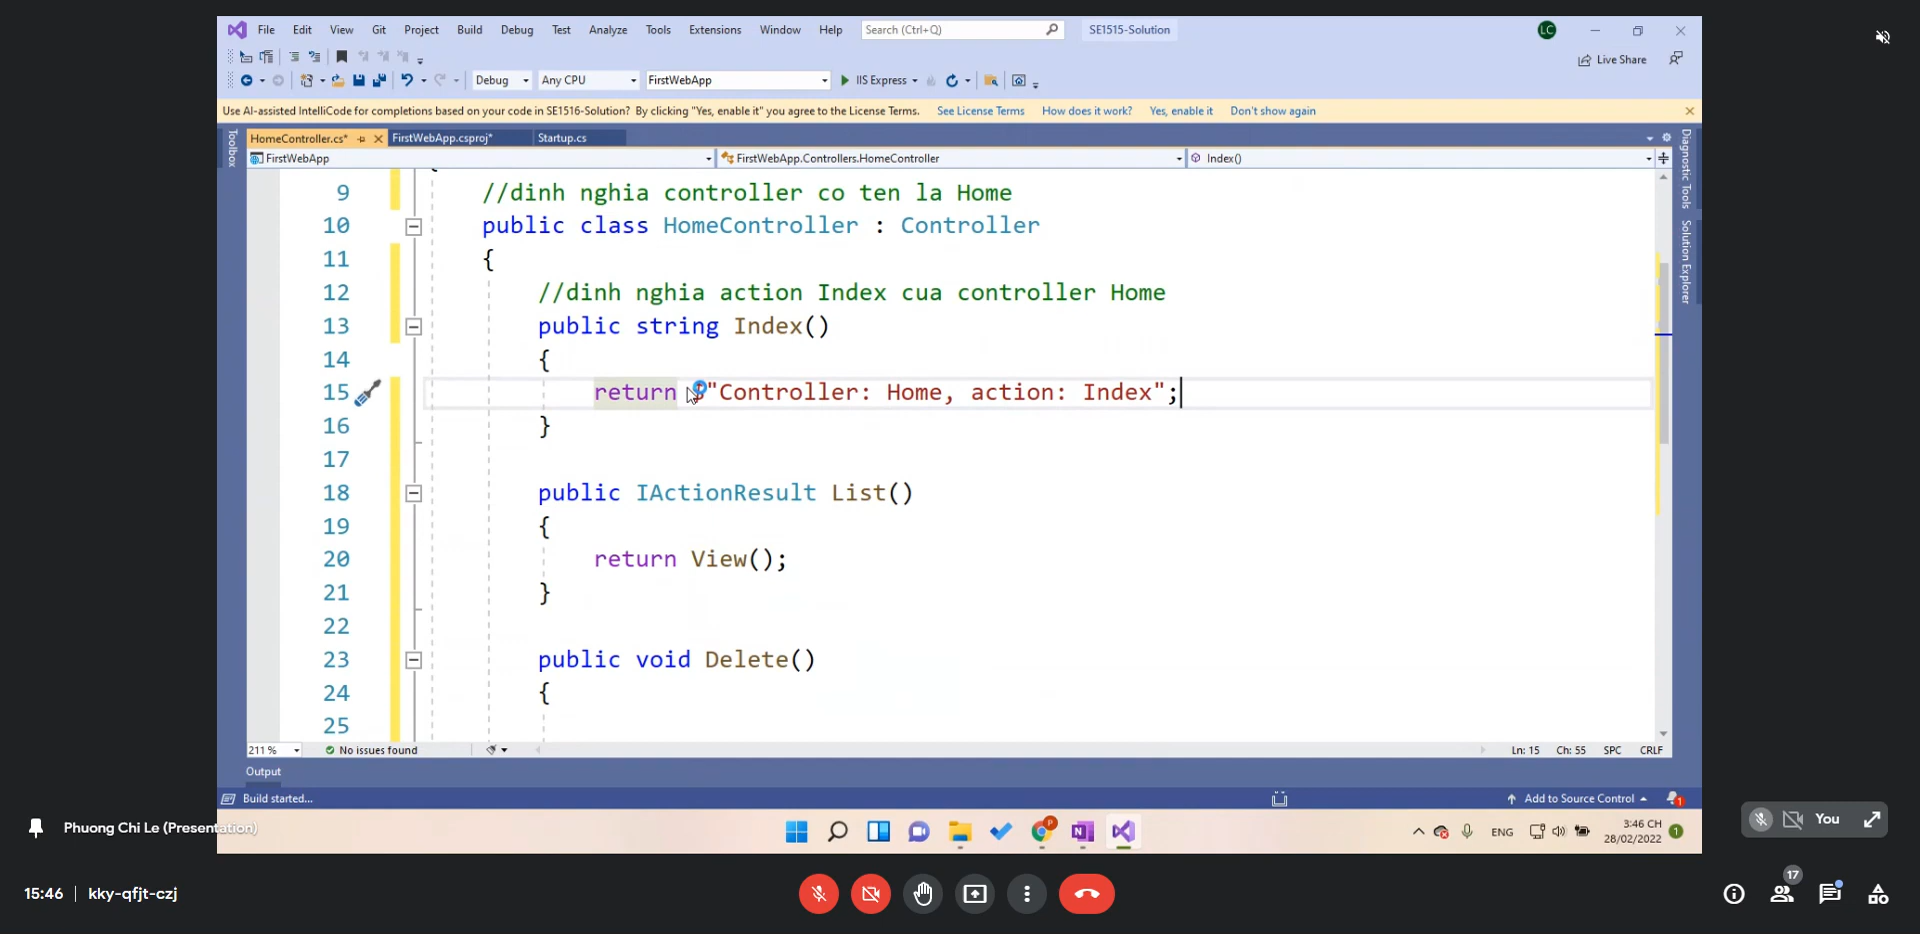 File Edit View Git Project Build Debug Test Analyze Tools Extensions Window Help Search (Ctrl+Q) SE1515-Solution LC
Live Share
Debug Any CPU FirstWebApp IIS Express
Use AI-assisted IntelliCode for completions based on your code in SE1516-Solution? By clicking "Yes, enable it" you agree to the License Terms. See License Terms How does it work? Yes, enable it Don't show again
Toolbox
HomeController.cs* FirstWebApp.csproj* Startup.cs
FirstWebApp FirstWebApp.Controllers.HomeController Index()
Diagnostic Tools
Solution Explorer
9 //dinh nghia controller co ten la Home
10 public class HomeController : Controller
11 {
12 //dinh nghia action Index cua controller Home
13 public string Index()
14 {
15 return $"Controller: Home, action: Index";
16 }
17
18 public IActionResult List()
19 {
20 return View();
21 }
22
23 public void Delete()
24 {
25
211 % No issues found Ln: 15 Ch: 55 SPC CRLF
Output
Build started... Add to Source Control 1
Phuong Chi Le (Presentation)
P N
ENG 3:46 CH
28/02/2022 1
You
15:46 | kky-qfjt-czj
17